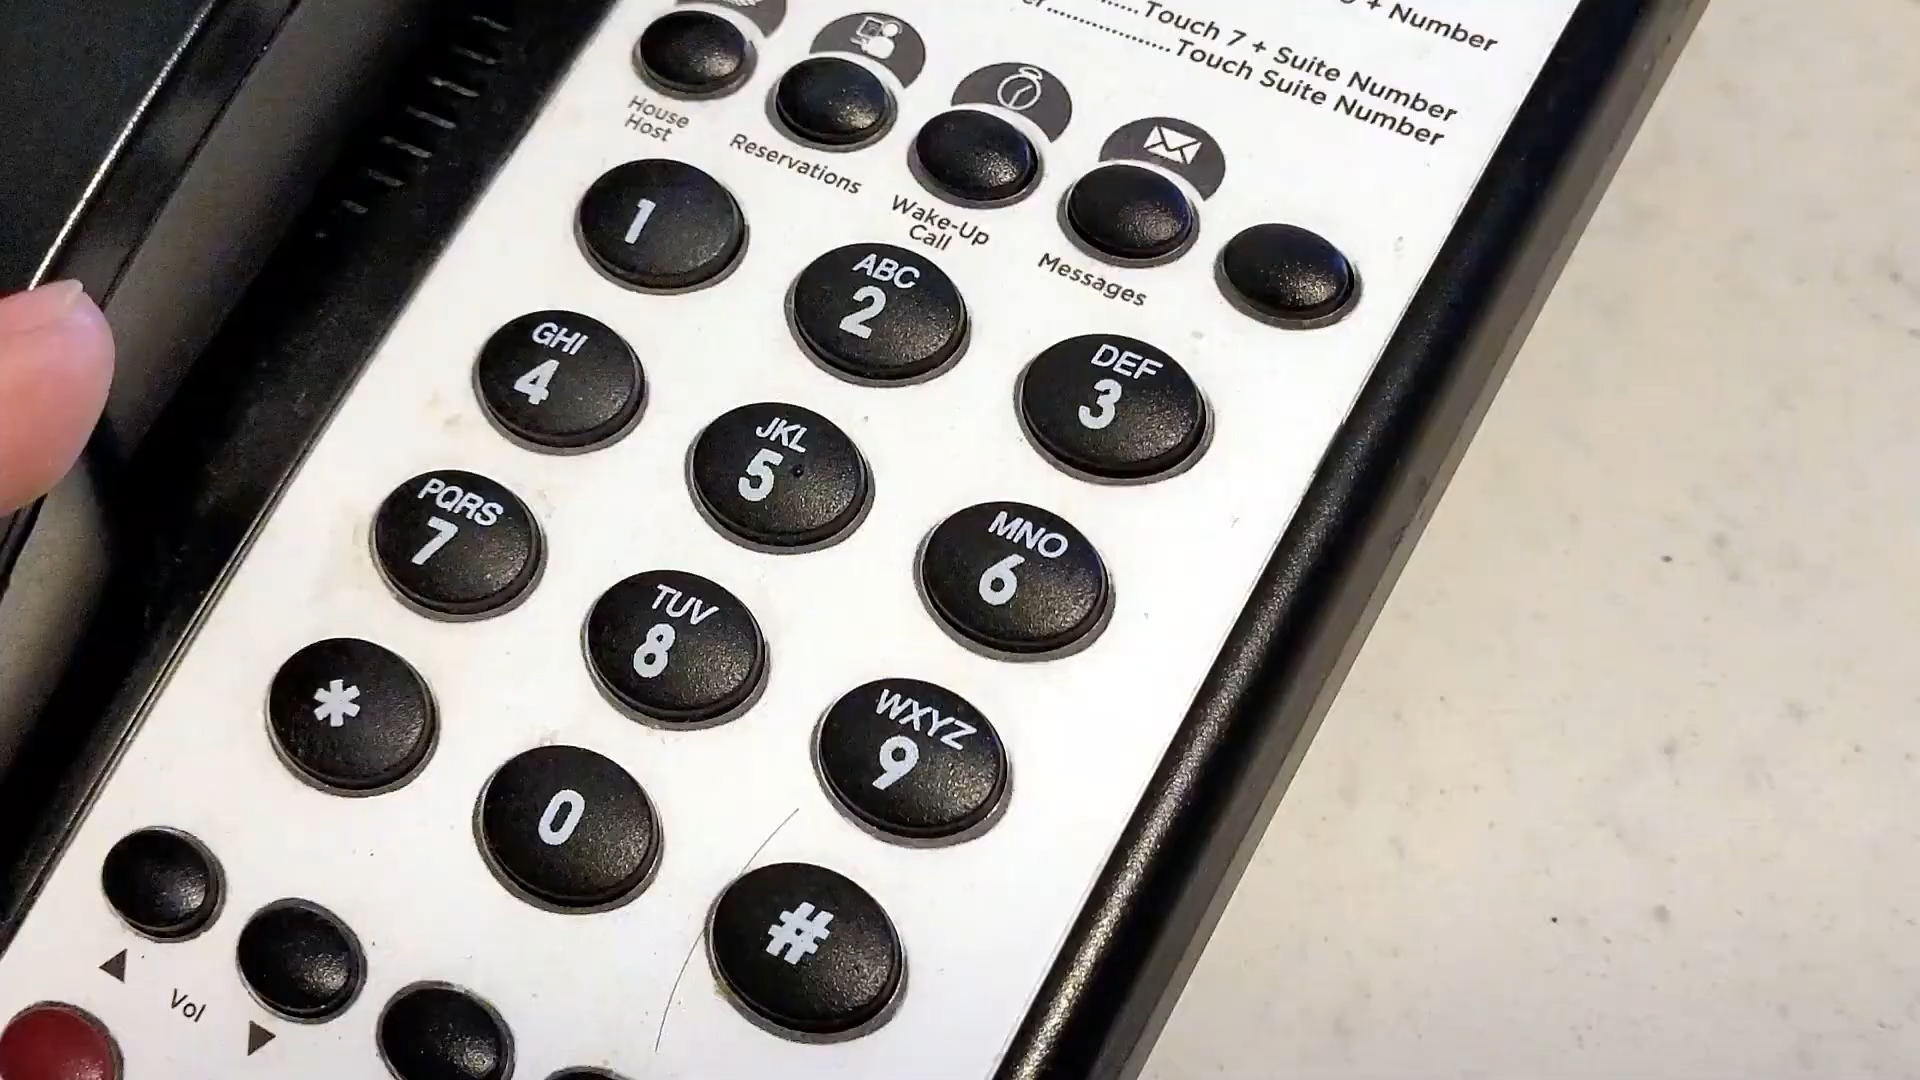 + Number
Touch 7 + Suite Number
Touch Suite Number
House
Host
Reservations
Wake-Up
Call
Messages
1
ABC
2
DEF
3
GHI
4
JKL
5
MNO
6
PQRS
7
TUV
8
WXYZ
9
*
0
#
Vol